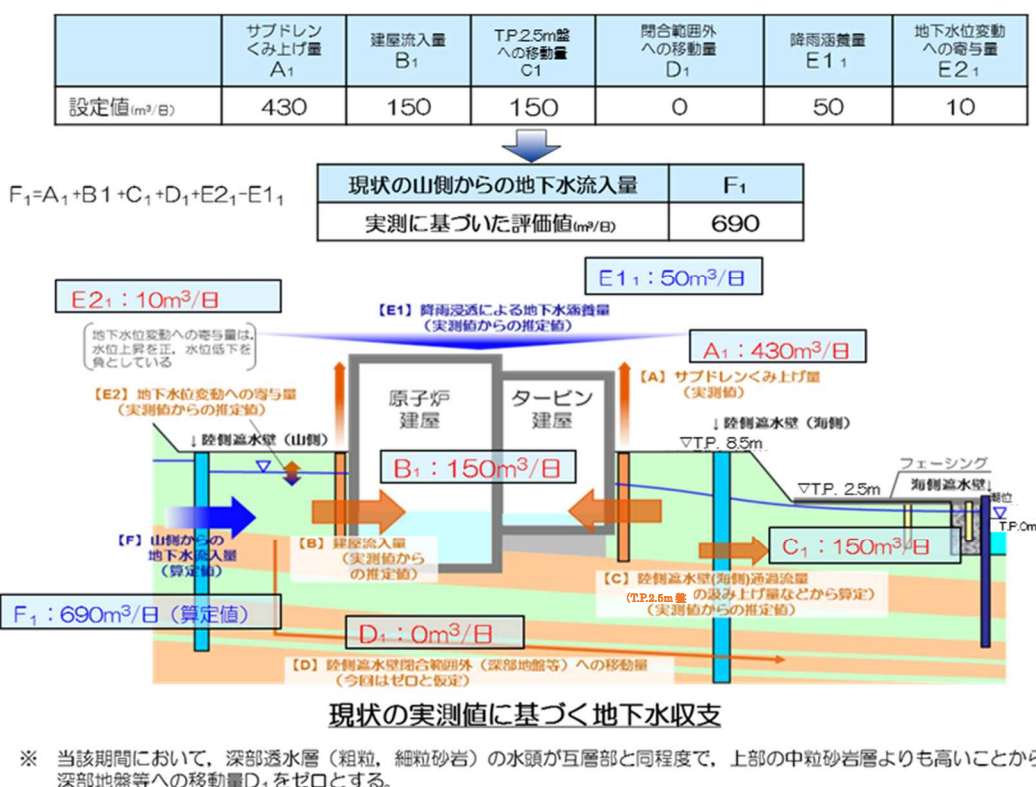 サブドレン
くみ上げ量
A₁
建屋流入量
B₁
T.P.2.5m盤
への移動量
C1
閉合範囲外
への移動量
D₁
降雨涵養量
E1₁
地下水位変動
への寄与量
E2₁
設定値(m³/日)
430
150
150
0
50
10
F₁=A₁+B1+C₁+D₁+E2₁-E1₁
現状の山側からの地下水流入量
F₁
実測に基づいた評価値(m³/日)
690
E1₁：50m³/日
E2₁：10m³/日
【E1】降雨浸透による地下水涵養量
（実測値からの推定値）
地下水位変動への寄与量は，
水位上昇を正，水位低下を
負としている
A₁：430m³/日
【A】サブドレンくみ上げ量
（実測値）
【E2】地下水位変動への寄与量
（実測値からの推定値）
原子炉
建屋
タービン
建屋
↓陸側遮水壁（山側）
↓陸側遮水壁（海側）
▽T.P. 8.5m
B₁：150m³/日
フェーシング
海側遮水壁↓
▽T.P. 2.5m
潮位
T.P.0m
【F】山側からの
地下水流入量
（算定値）
【B】建屋流入量
（実測値から
の推定値）
C₁：150m³/日
【C】陸側遮水壁(海側)通過流量
(T.P.2.5m盤 の汲み上げ量などから算定)
（実測値からの推定値）
F₁：690m³/日（算定値）
D₁：0m³/日
【D】陸側遮水壁閉合範囲外（深部地盤等）への移動量
（今回はゼロと仮定）
現状の実測値に基づく地下水収支
※　当該期間において，深部透水層（粗粒，細粒砂岩）の水頭が互層部と同程度で，上部の中粒砂岩層よりも高いことから
深部地盤等への移動量D₁をゼロとする。